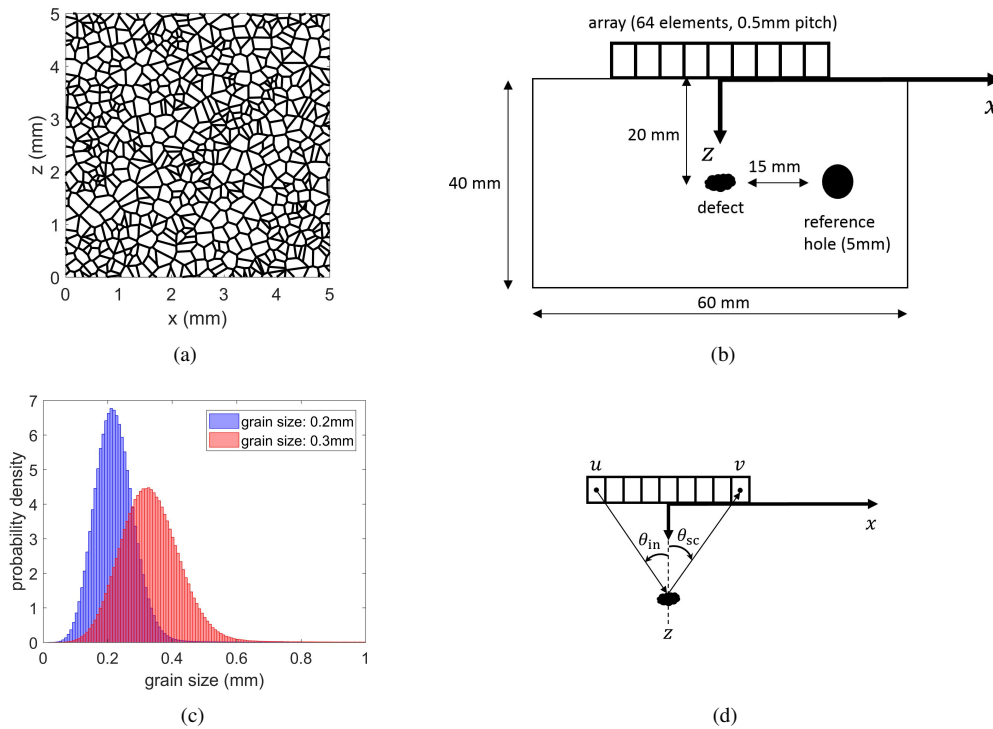 5
4
3
2
1
0
z (mm)
0 1 2 3 4 5
x (mm)
(a)
array (64 elements, 0.5mm pitch)
x
20 mm
z
15 mm
40 mm
defect
reference
hole (5mm)
60 mm
(b)
7
6
5
4
3
2
1
0
probability density
grain size: 0.2mm
grain size: 0.3mm
0 0.2 0.4 0.6 0.8 1
grain size (mm)
(c)
u v
x
θin θsc
z
(d)